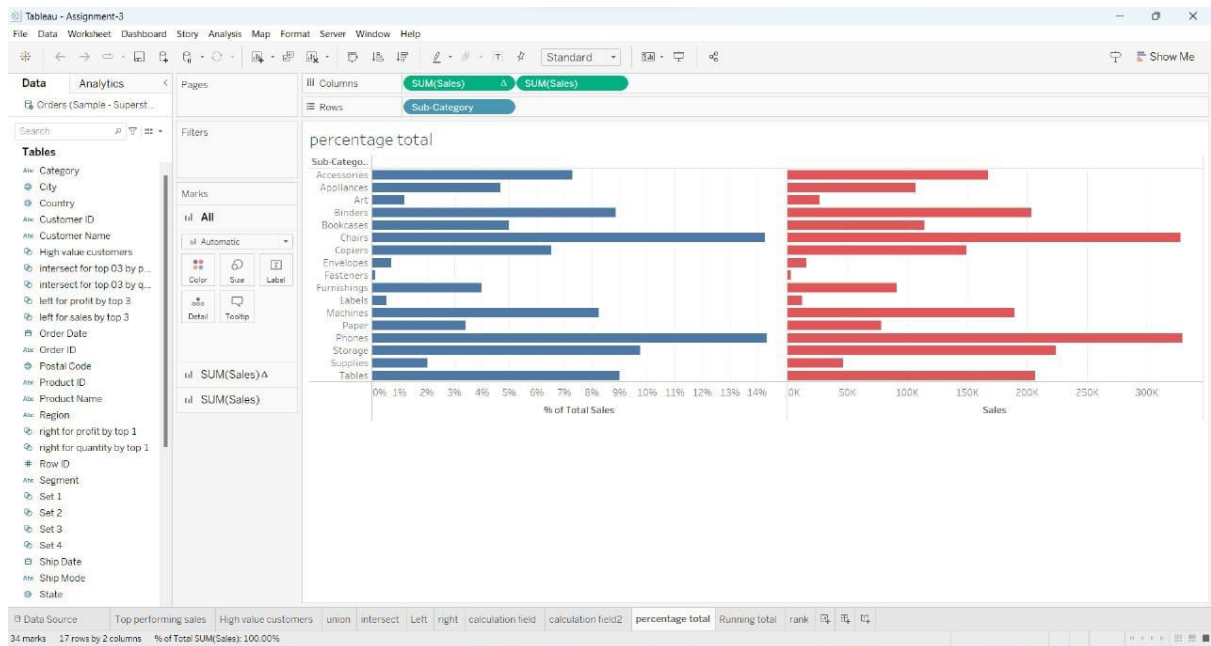 Tableau - Assignment-3
File Data Worksheet Dashboard Story Analysis Map Format Server Window Help
Standard
Show Me
Data Analytics
Orders (Sample - Superst...
Search
Tables
Abc Category
City
Country
Abc Customer ID
Abc Customer Name
High value customers
intersect for top 03 by p...
intersect for top 03 by q...
left for profit by top 3
left for sales by top 3
Order Date
Abc Order ID
Postal Code
Abc Product ID
Abc Product Name
Abc Region
right for profit by top 1
right for quantity by top 1
# Row ID
Abc Segment
Set 1
Set 2
Set 3
Set 4
Ship Date
Abc Ship Mode
State
Pages
Filters
Marks
All
Automatic
Color Size Label
Detail Tooltip
SUM(Sales) Δ
SUM(Sales)
Columns SUM(Sales) Δ SUM(Sales)
Rows Sub-Category
percentage total
Sub-Catego..
Accessories
Appliances
Art
Binders
Bookcases
Chairs
Copiers
Envelopes
Fasteners
Furnishings
Labels
Machines
Paper
Phones
Storage
Supplies
Tables
0% 1% 2% 3% 4% 5% 6% 7% 8% 9% 10% 11% 12% 13% 14%
% of Total Sales
0K 50K 100K 150K 200K 250K 300K
Sales
Data Source Top performing sales High value customers union intersect Left right calculation field calculation field2 percentage total Running total rank
34 marks 17 rows by 2 columns % of Total SUM(Sales): 100.00%